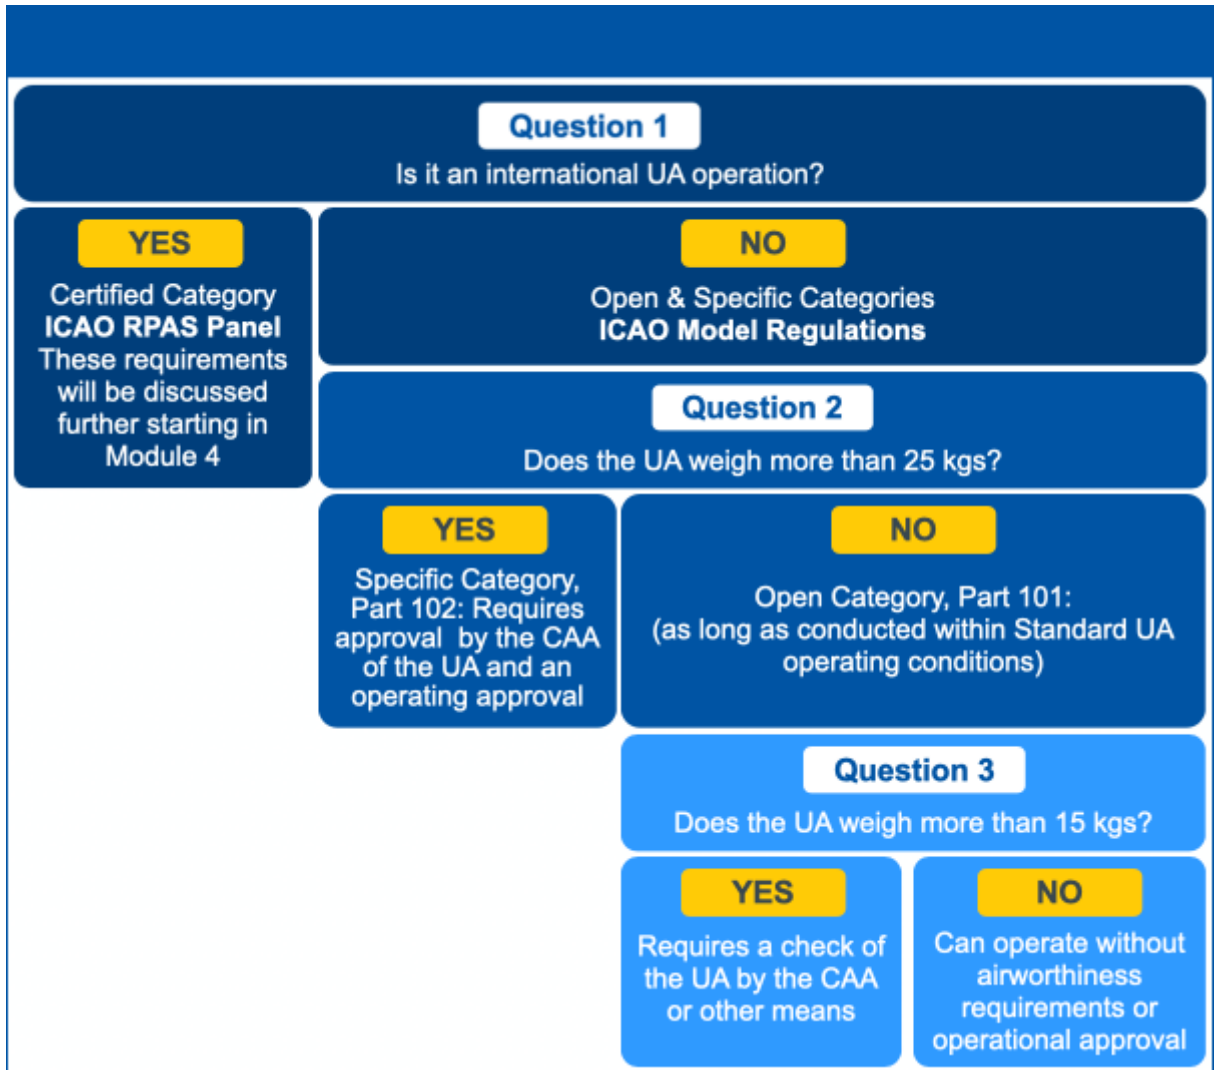 Question 1
Is it an international UA operation?
YES
Certified Category
ICAO RPAS Panel
These requirements
will be discussed
further starting in
Module 4
NO
Open & Specific Categories
ICAO Model Regulations
Question 2
Does the UA weigh more than 25 kgs?
YES
Specific Category,
Part 102: Requires
approval by the CAA
of the UA and an
operating approval
NO
Open Category, Part 101:
(as long as conducted within Standard UA
operating conditions)
Question 3
Does the UA weigh more than 15 kgs?
YES
Requires a check of
the UA by the CAA
or other means
NO
Can operate without
airworthiness
requirements or
operational approval